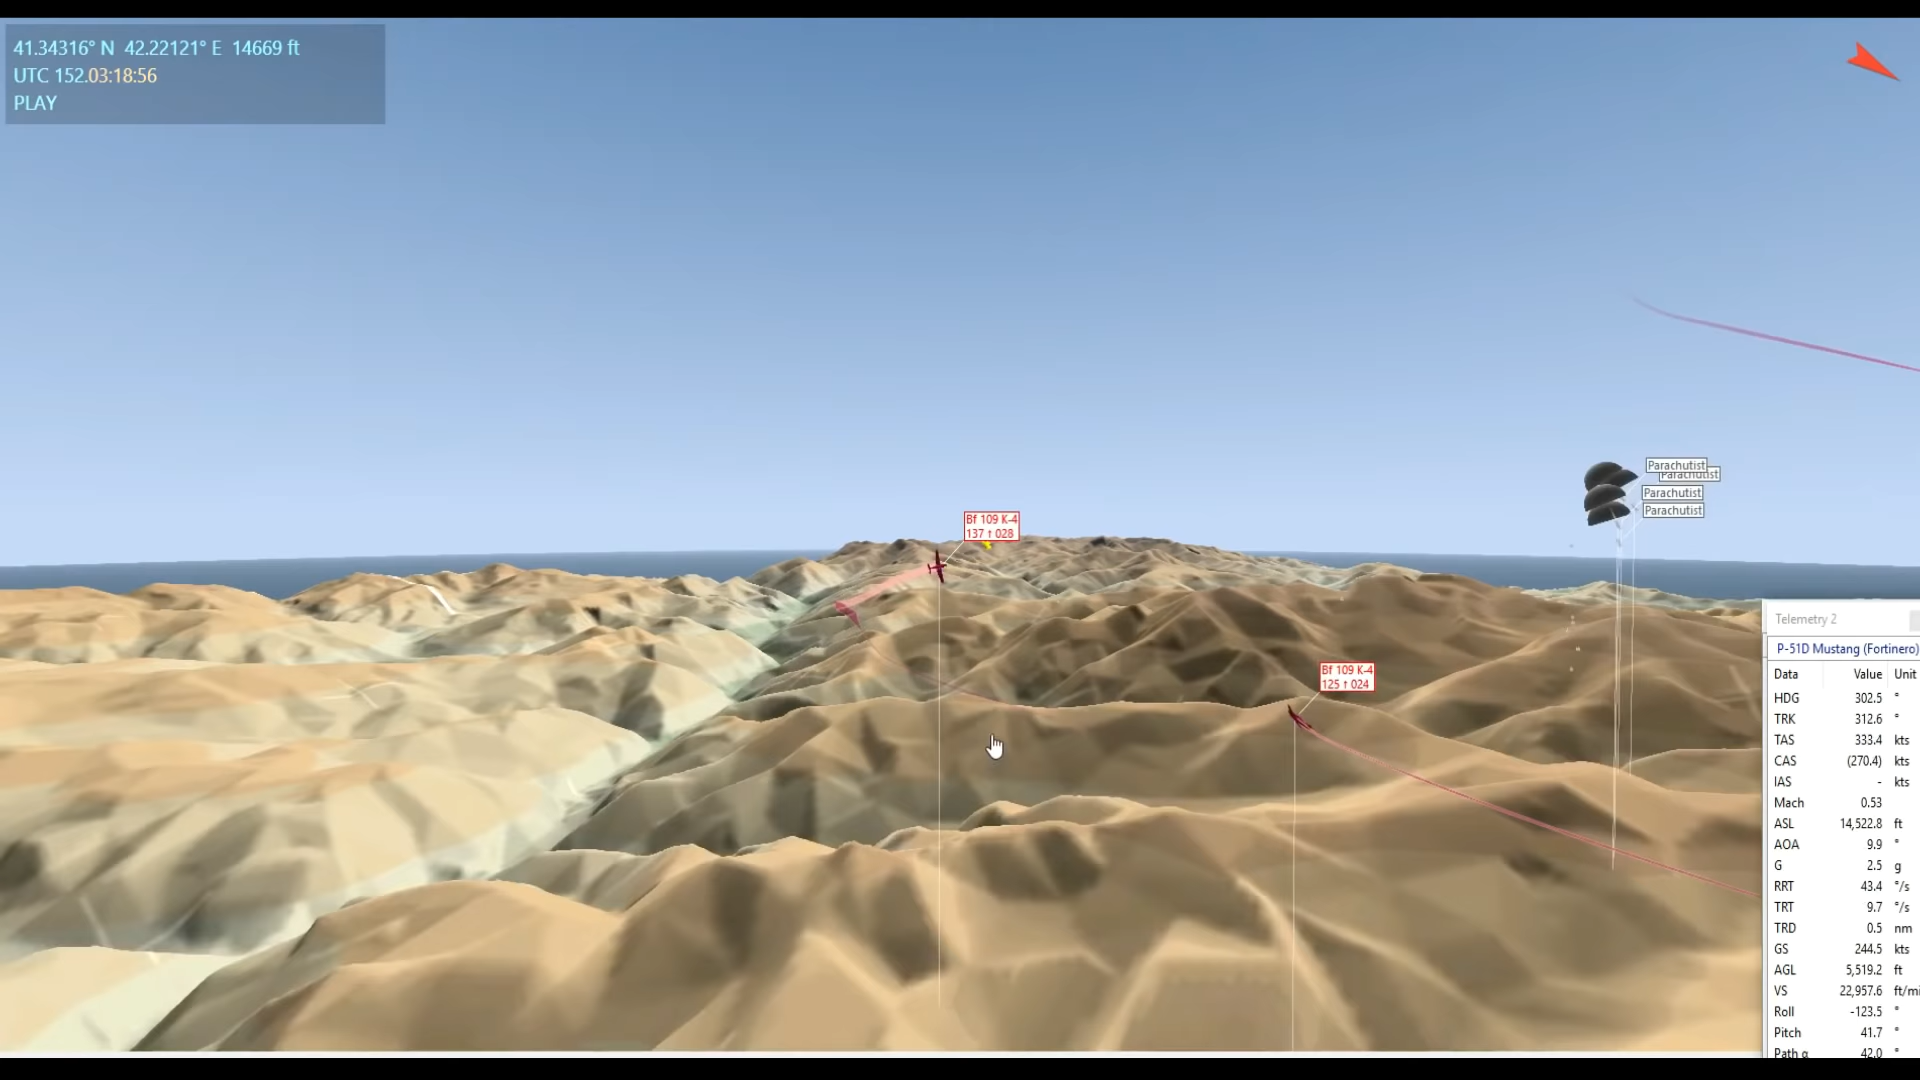 41.34316° N 42.22121° E 14669 ft
UTC 152.03:18:56
PLAY
Parachutist
Parachutist
Parachutist
Parachutist
Bf 109 K-4
137 ↑ 028
Bf 109 K-4
125 ↑ 024
Telemetry 2
P-51D Mustang (Fortinero)
Data Value Unit
HDG 302.5 °
TRK 312.6 °
TAS 333.4 kts
CAS (270.4) kts
IAS - kts
Mach 0.53
ASL 14,522.8 ft
AOA 9.9 °
G 2.5 g
RRT 43.4 °/s
TRT 9.7 °/s
TRD 0.5 nm
GS 244.5 kts
AGL 5,519.2 ft
VS 22,957.6 ft/mi
Roll -123.5 °
Pitch 41.7 °
Path α 42.0 °